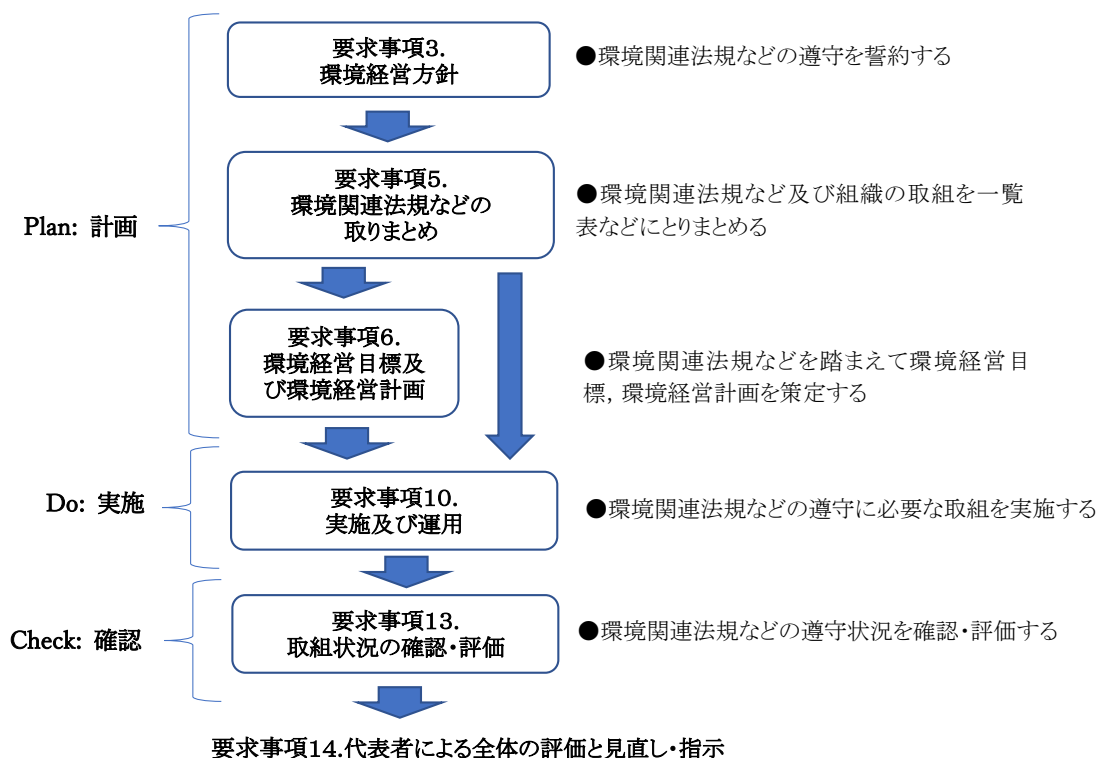 要求事項3.
環境経営方針
●環境関連法規などの遵守を誓約する
要求事項5.
環境関連法規などの
取りまとめ
●環境関連法規など及び組織の取組を一覧
表などにとりまとめる
Plan: 計画
要求事項6.
環境経営目標及
び環境経営計画
●環境関連法規などを踏まえて環境経営目
標, 環境経営計画を策定する
Do: 実施
要求事項10.
実施及び運用
●環境関連法規などの遵守に必要な取組を実施する
Check: 確認
要求事項13.
取組状況の確認・評価
●環境関連法規などの遵守状況を確認・評価する
要求事項14.代表者による全体の評価と見直し・指示